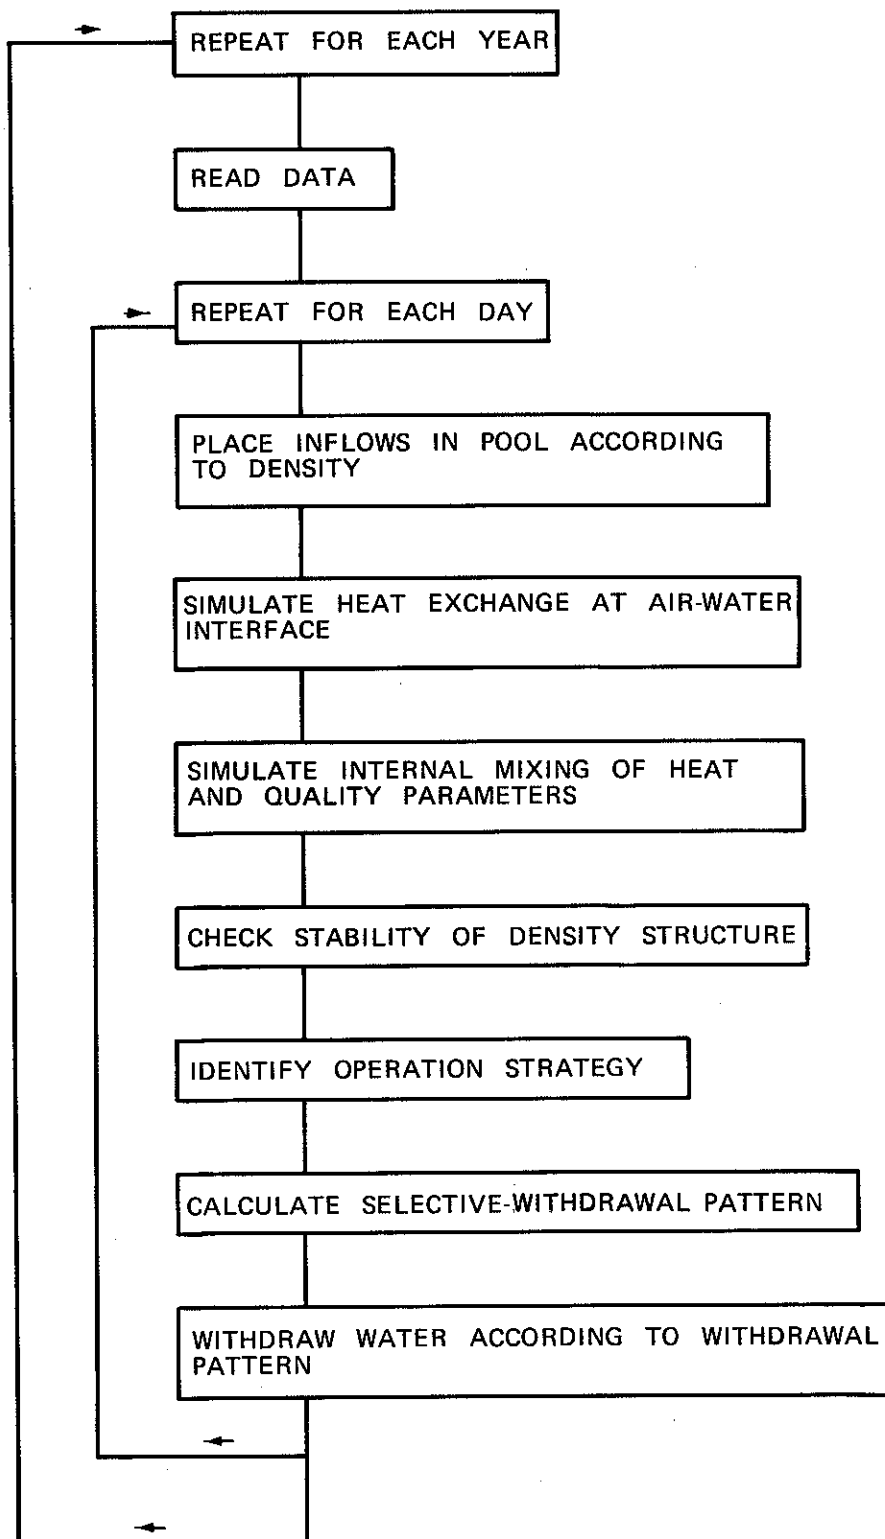 REPEAT FOR EACH YEAR
READ DATA
REPEAT FOR EACH DAY
PLACE INFLOWS IN POOL ACCORDING
TO DENSITY
SIMULATE HEAT EXCHANGE AT AIR-WATER
INTERFACE
SIMULATE INTERNAL MIXING OF HEAT
AND QUALITY PARAMETERS
CHECK STABILITY OF DENSITY STRUCTURE
IDENTIFY OPERATION STRATEGY
CALCULATE SELECTIVE-WITHDRAWAL PATTERN
WITHDRAW WATER ACCORDING TO WITHDRAWAL
PATTERN